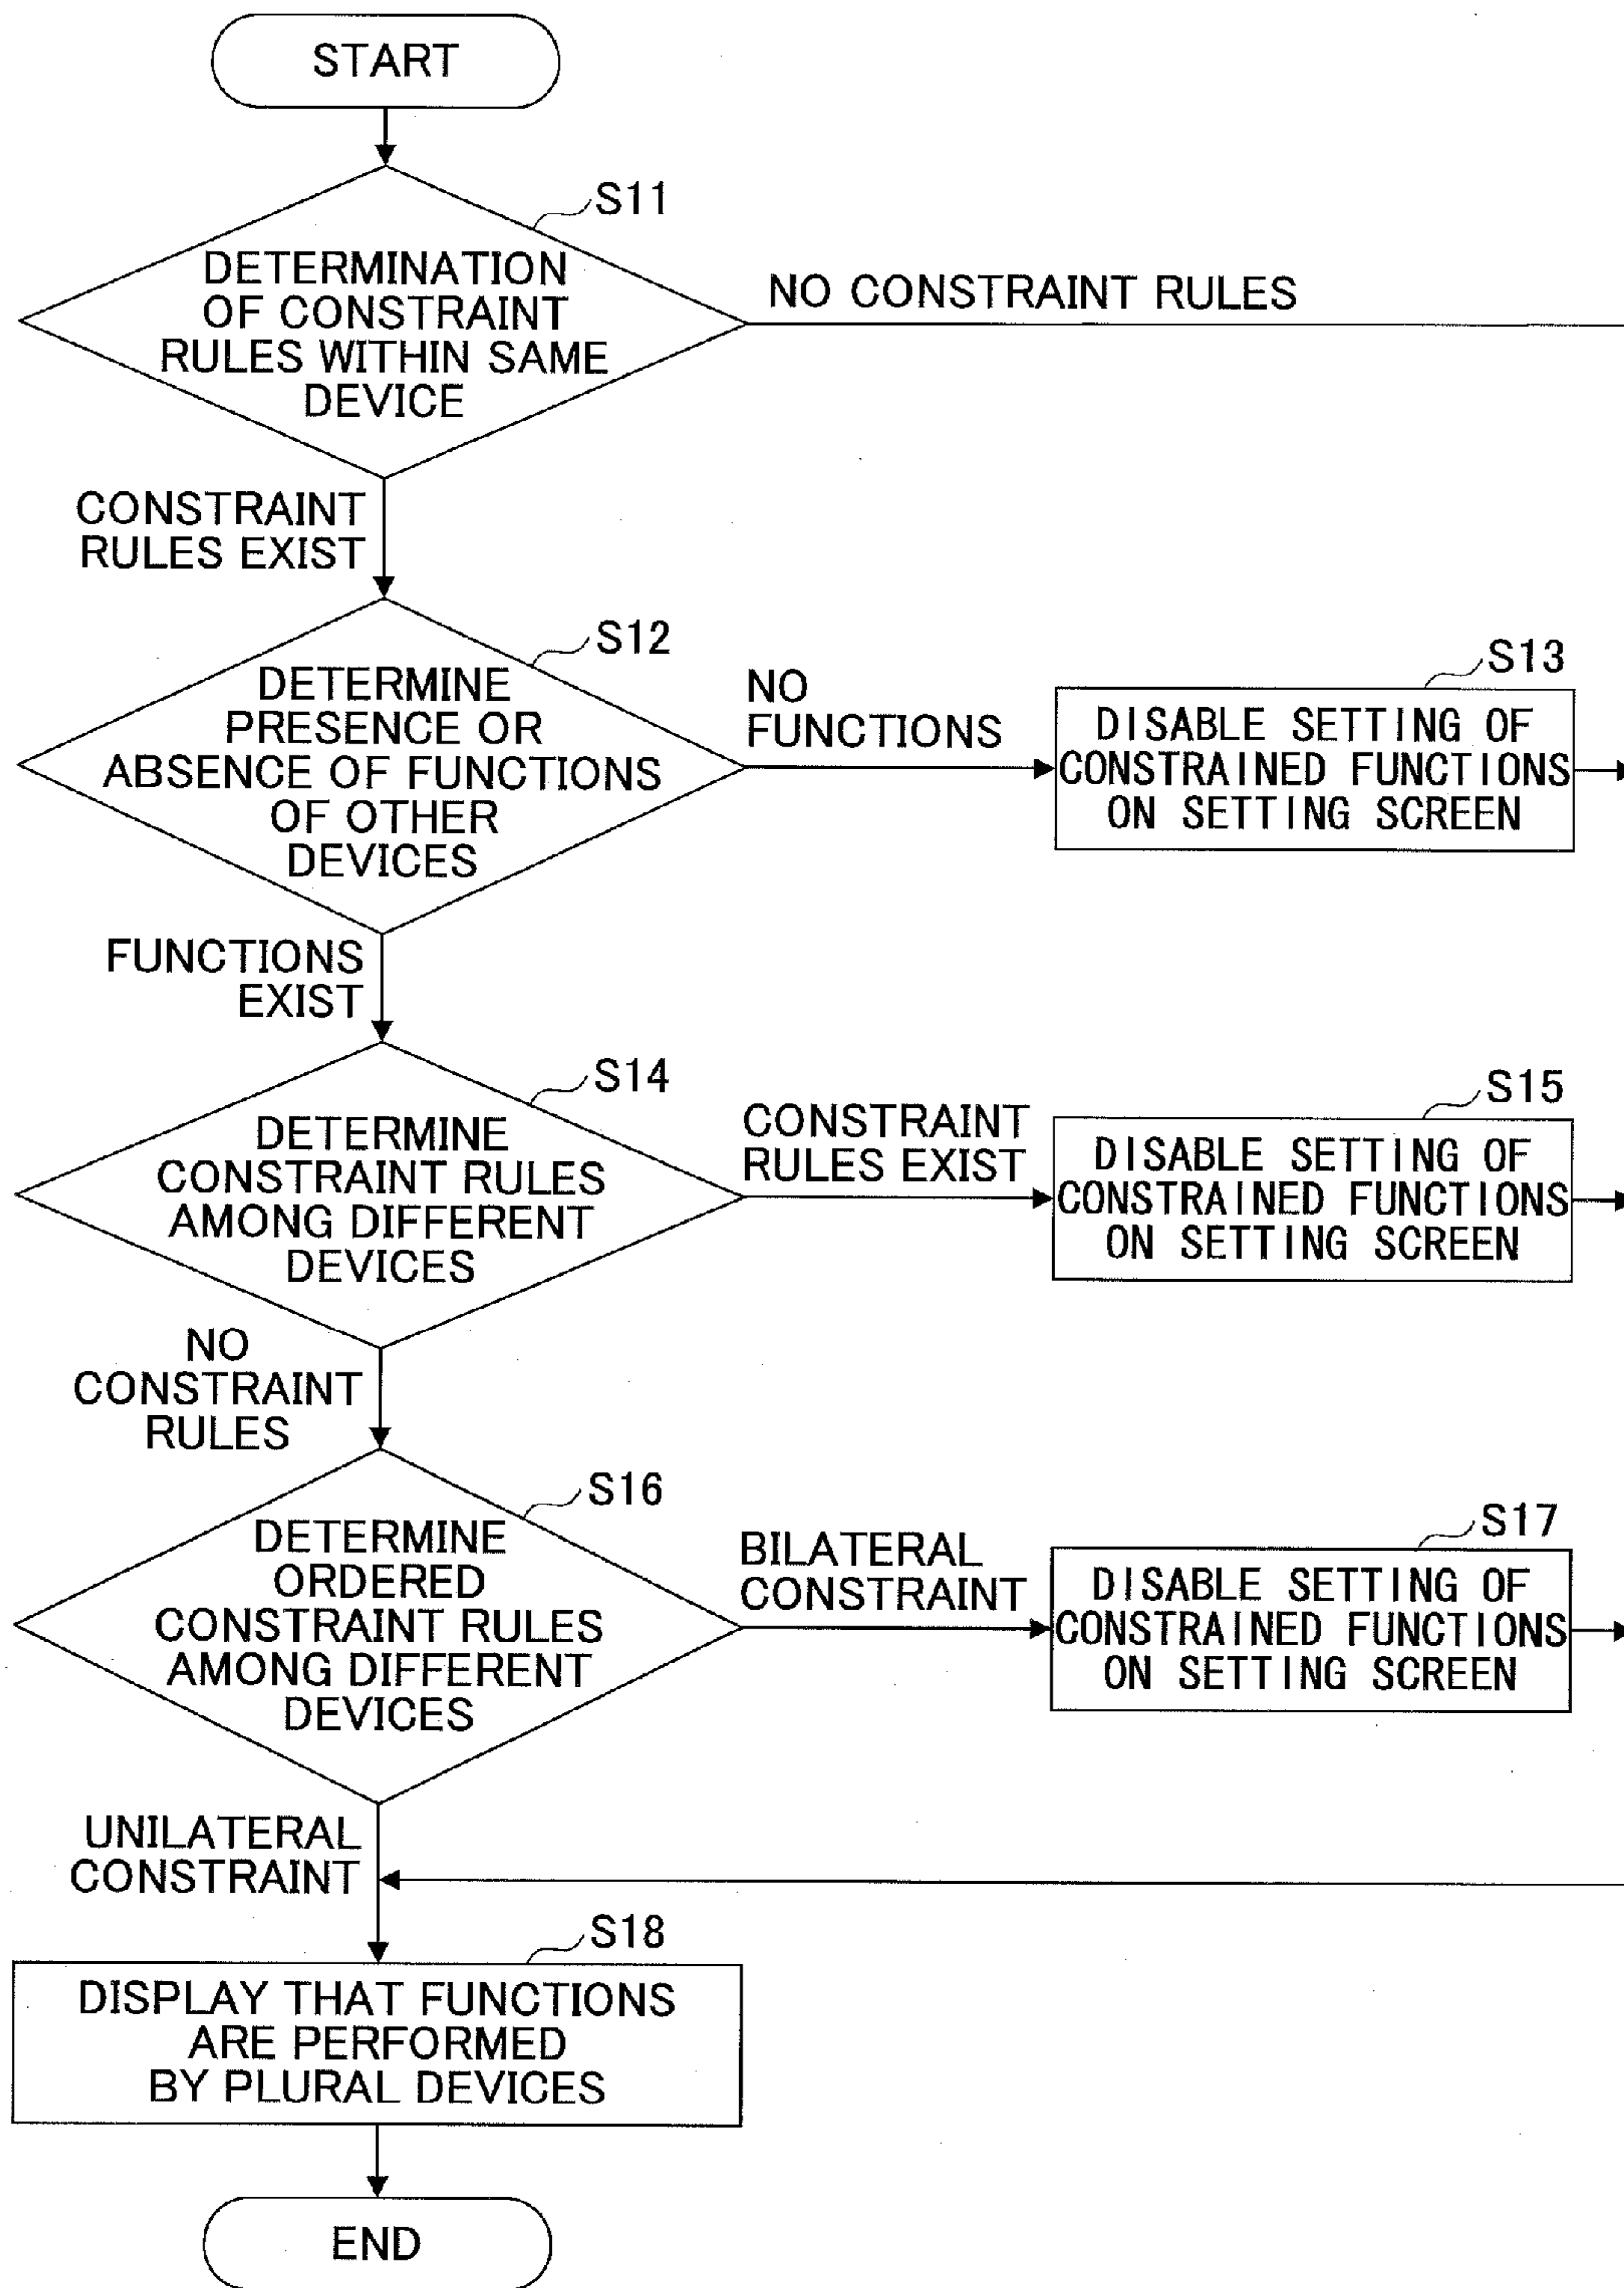 START
S11
DETERMINATION
OF CONSTRAINT
RULES WITHIN SAME
DEVICE
NO CONSTRAINT RULES
CONSTRAINT
RULES EXIST
S12
DETERMINE
PRESENCE OR
ABSENCE OF FUNCTIONS
OF OTHER
DEVICES
NO
FUNCTIONS
S13
DISABLE SETTING OF
CONSTRAINED FUNCTIONS
ON SETTING SCREEN
FUNCTIONS
EXIST
S14
DETERMINE
CONSTRAINT RULES
AMONG DIFFERENT
DEVICES
CONSTRAINT
RULES EXIST
S15
DISABLE SETTING OF
CONSTRAINED FUNCTIONS
ON SETTING SCREEN
NO
CONSTRAINT
RULES
S16
DETERMINE
ORDERED
CONSTRAINT RULES
AMONG DIFFERENT
DEVICES
BILATERAL
CONSTRAINT
S17
DISABLE SETTING OF
CONSTRAINED FUNCTIONS
ON SETTING SCREEN
UNILATERAL
CONSTRAINT
S18
DISPLAY THAT FUNCTIONS
ARE PERFORMED
BY PLURAL DEVICES
END